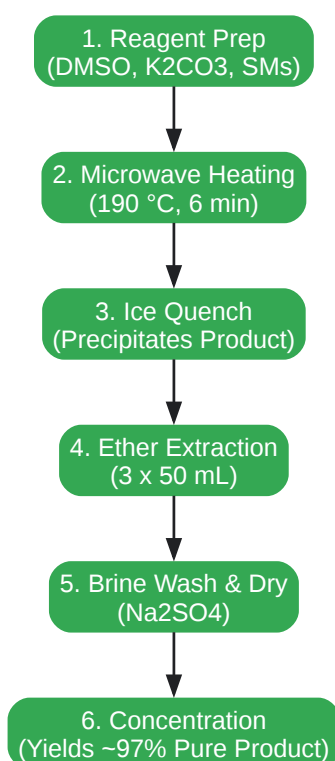 1. Reagent Prep
(DMSO, K2CO3, SMs)
2. Microwave Heating
(190 °C, 6 min)
3. Ice Quench
(Precipitates Product)
4. Ether Extraction
(3 x 50 mL)
5. Brine Wash & Dry
(Na2SO4)
6. Concentration
(Yields ~97% Pure Product)